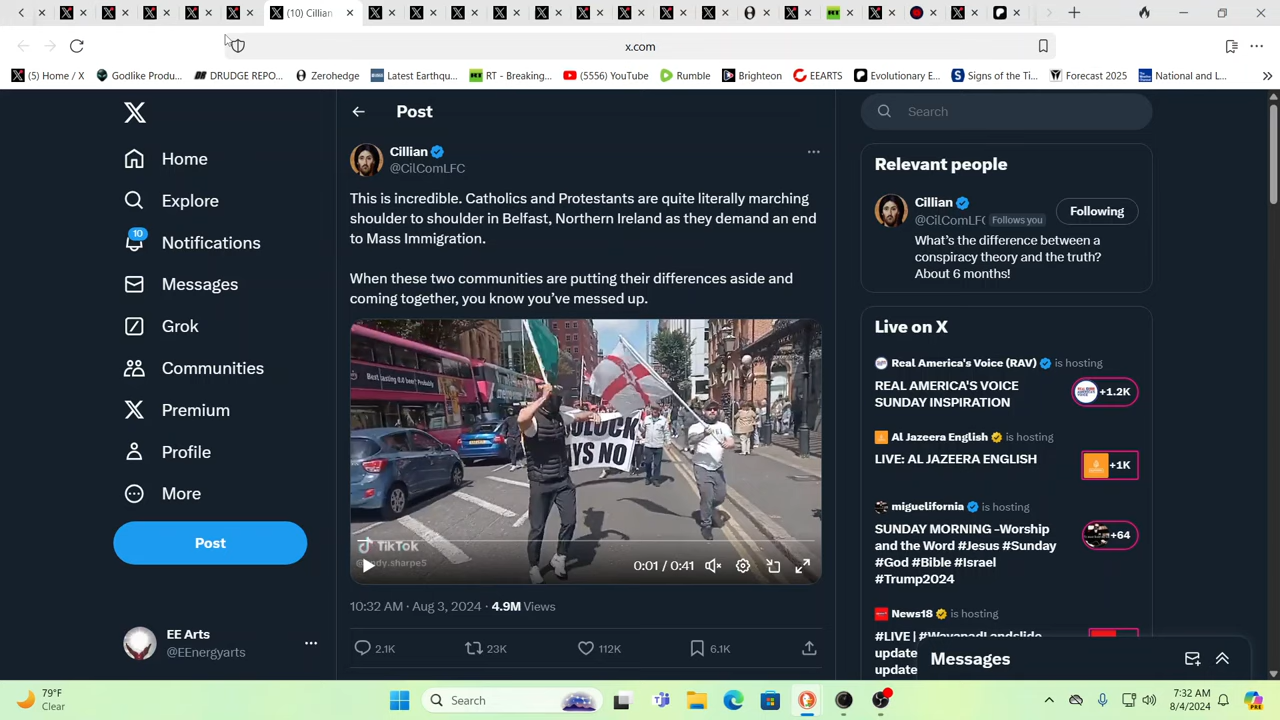 (10) Cillian
x.com
(5) Home / X
Godlike Produ...
DRUDGE REPO...
Zerohedge
Latest Earthqu...
RT - Breaking...
(5556) YouTube
Rumble
Brighteon
EEARTS
Evolutionary E...
Signs of the Ti...
Forecast 2025
National and L...
Post
Search
Cillian
@CilComLFC
Relevant people
Home
This is incredible. Catholics and Protestants are quite literally marching
shoulder to shoulder in Belfast, Northern Ireland as they demand an end
to Mass Immigration.
When these two communities are putting their differences aside and
coming together, you know you've messed up.
Cillian
@CilComLF( Follows you
Following
What's the difference between a
conspiracy theory and the truth?
About 6 months!
Explore
10
Notifications
Messages
Grok
Communities
Premium
Profile
More
Post
Live on X
Real America's Voice (RAV) is hosting
REAL AMERICA'S VOICE
SUNDAY INSPIRATION
+1.2K
Al Jazeera English is hosting
LIVE: AL JAZEERA ENGLISH
+1K
miguelifornia is hosting
SUNDAY MORNING -Worship
and the Word #Jesus #Sunday
#God #Bible #Israel
#Trump2024
+64
News18 is hosting
AYS NO
TikTok
0:01 / 0:41
10:32 AM · Aug 3, 2024 · 4.9M Views
2.1K
23K
112K
6.1K
EE Arts
@EEnergyarts
update
needed
Messages
79°F
Clear
Search
7:32 AM
8/4/2024